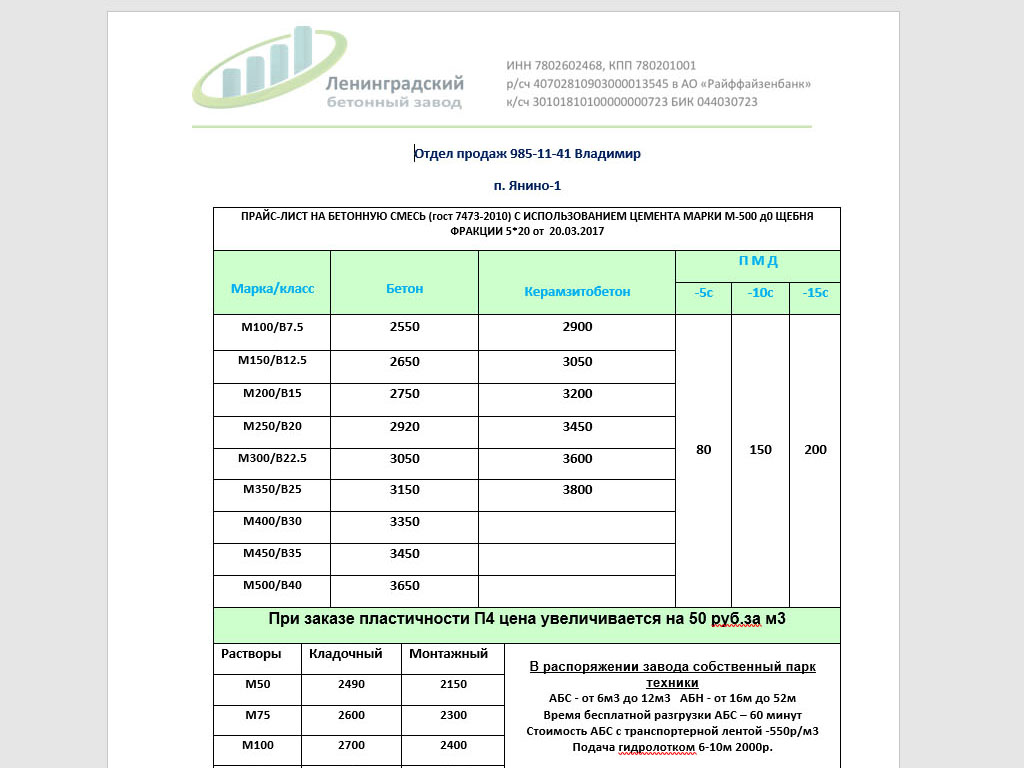 Ленинградский
бетонный завод
ИНН 7802602468, КПП 780201001
р/сч 40702810903000013545 в АО «Райффайзенбанк»
к/сч 30101810100000000723 БИК 044030723
Отдел продаж 985-11-41 Владимир
п. Янино-1
ПРАЙС-ЛИСТ НА БЕТОННУЮ СМЕСЬ (гост 7473-2010) С ИСПОЛЬЗОВАНИЕМ ЦЕМЕНТА МАРКИ М-500 д0 ЩЕБНЯ
ФРАКЦИИ 5*20 от 20.03.2017
Марка/класс Бетон Керамзитобетон П М Д
-5с -10с -15с
М100/В7.5 2550 2900
М150/В12.5 2650 3050
М200/В15 2750 3200
М250/В20 2920 3450
80 150 200
М300/В22.5 3050 3600
М350/В25 3150 3800
М400/В30 3350
М450/В35 3450
М500/В40 3650
При заказе пластичности П4 цена увеличивается на 50 руб.за м3
Растворы Кладочный Монтажный
М50 2490 2150
М75 2600 2300
М100 2700 2400
В распоряжении завода собственный парк
техники
АБС - от 6м3 до 12м3 АБН - от 16м до 52м
Время бесплатной разгрузки АБС – 60 минут
Стоимость АБС с транспортерной лентой -550р/м3
Подача гидролотком 6-10м 2000р.